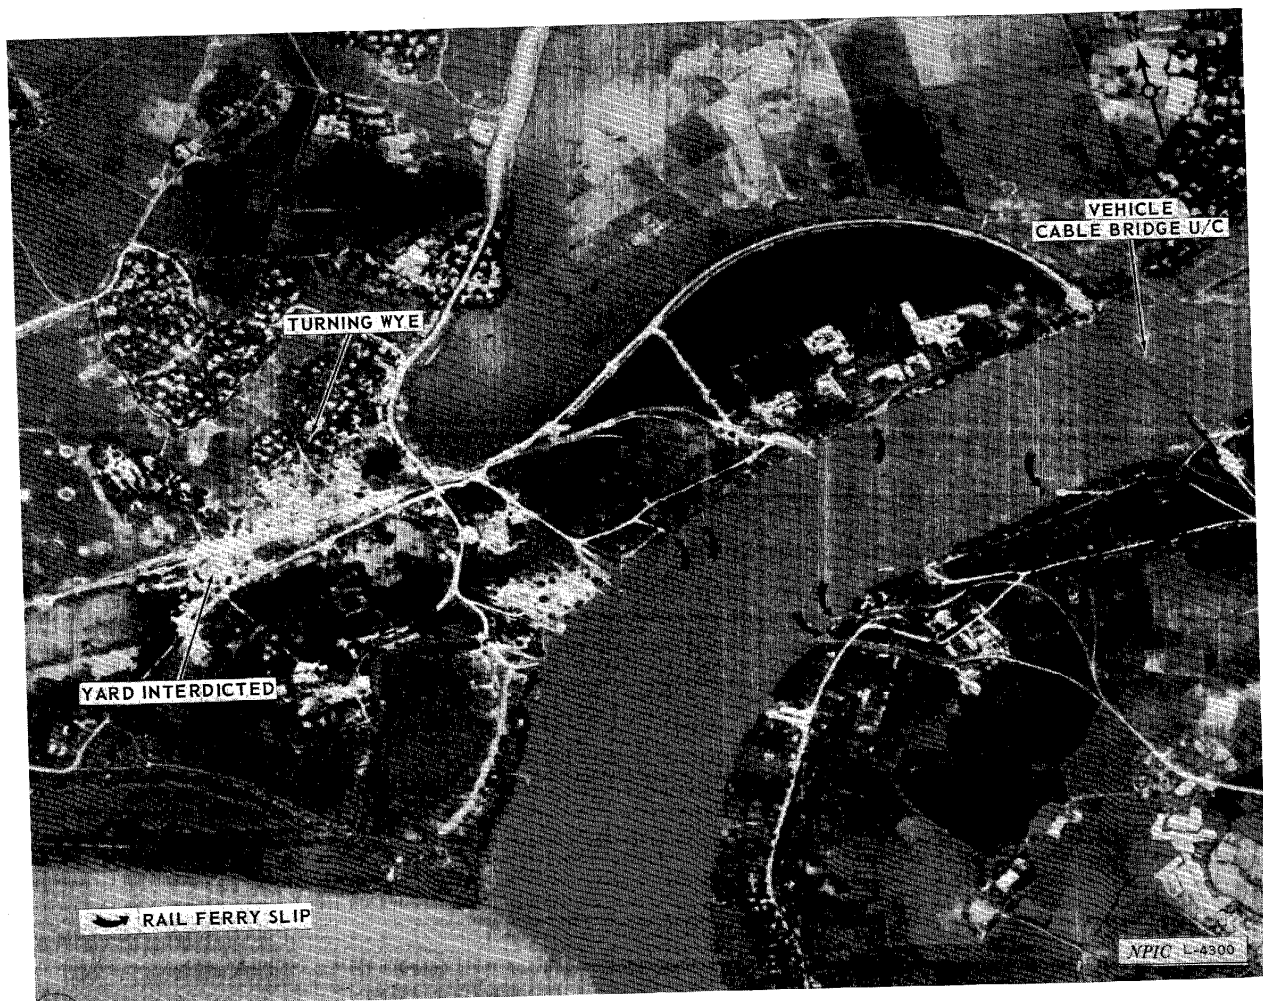 N
VEHICLE
CABLE BRIDGE U/C
TURNING WYE
YARD INTERDICTED
RAIL FERRY SLIP
NPIC L-4300